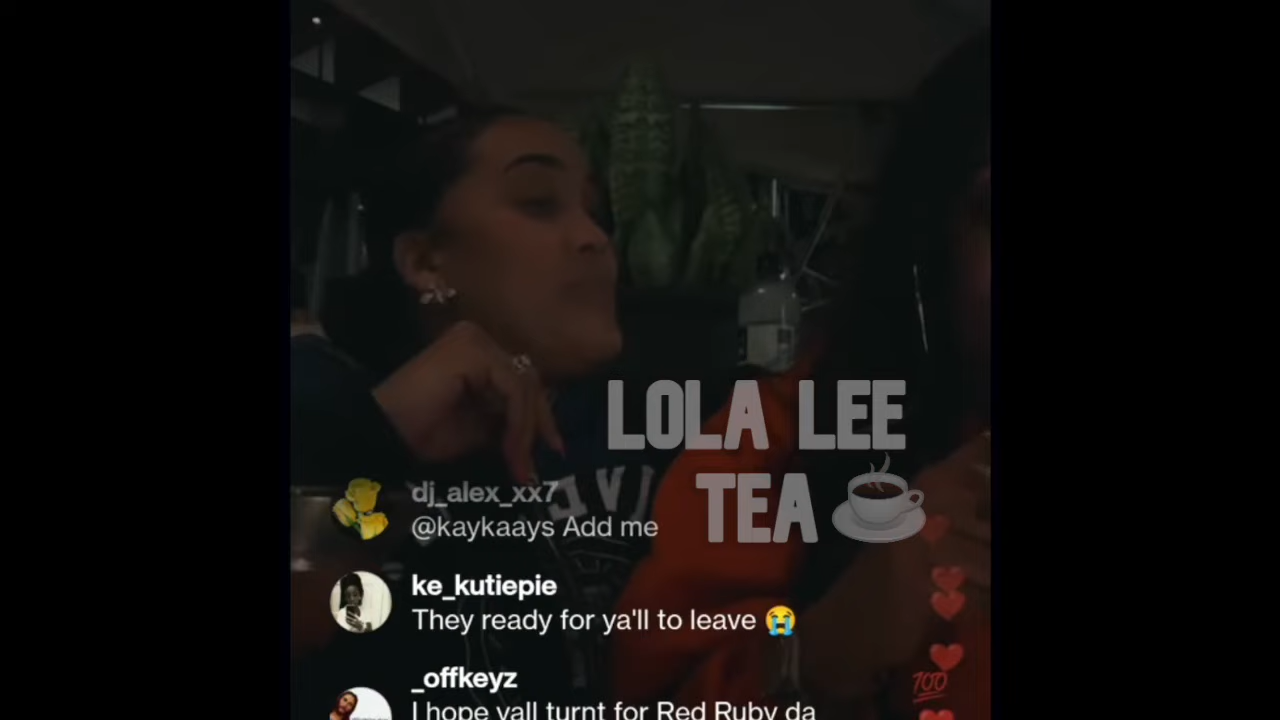 LOLA LEE
TEA
dj_alex_xx7
@kaykaays Add me
ke_kutiepie
They ready for ya'll to leave 😭
_offkeyz
I hope yall turnt for Red Ruby da
💯